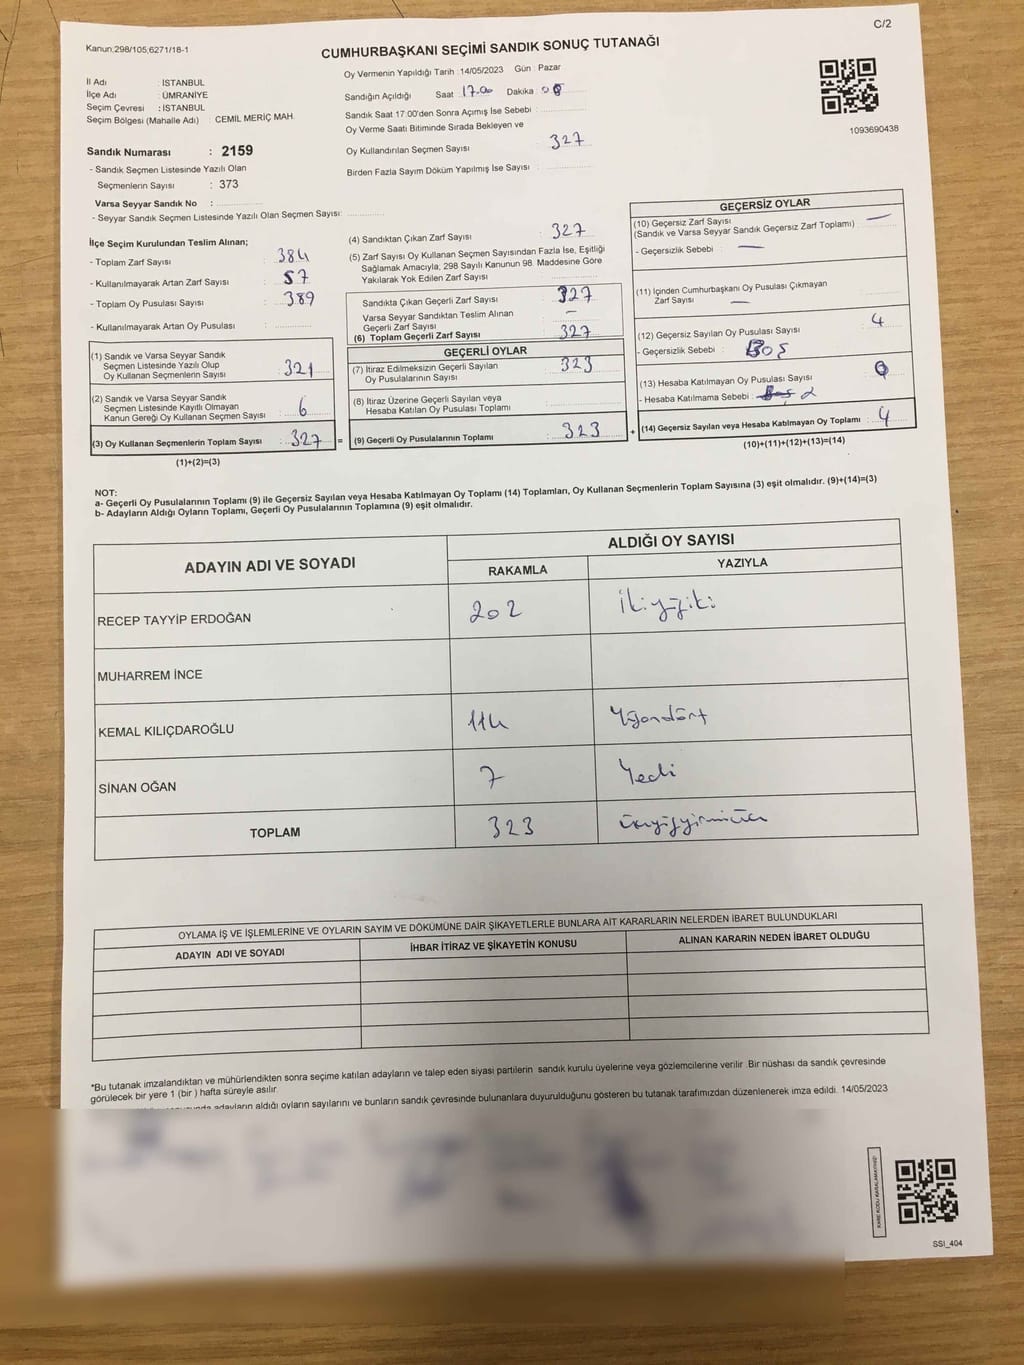 C/2
Kanun;298/105,6271/18-1
CUMHURBAŞKANI SEÇİMİ SANDIK SONUÇ TUTANAĞI
İl Adı : İSTANBUL
İlçe Adı : ÜMRANİYE
Seçim Çevresi : İSTANBUL
Seçim Bölgesi (Mahalle Adı) : CEMİL MERİÇ MAH.
Sandık Numarası : 2159
- Sandık Seçmen Listesinde Yazılı Olan
Seçmenlerin Sayısı : 373
Varsa Seyyar Sandık No :
- Seyyar Sandık Seçmen Listesinde Yazılı Olan Seçmen Sayısı:
Oy Vermenin Yapıldığı Tarih :14/05/2023 Gün : Pazar
Sandığın Açıldığı Saat : 17.00 Dakika :
Sandık Saat 17:00'den Sonra Açımış İse Sebebi :
Oy Verme Saati Bitiminde Sırada Bekleyen ve
Oy Kullandırılan Seçmen Sayısı : 327
Birden Fazla Sayım Döküm Yapılmış İse Sayısı :
1093690438
İlçe Seçim Kurulundan Teslim Alınan;
- Toplam Zarf Sayısı : 384
- Kullanılmayarak Artan Zarf Sayısı : 57
- Toplam Oy Pusulası Sayısı : 389
- Kullanılmayarak Artan Oy Pusulası :
(1) Sandık ve Varsa Seyyar Sandık
Seçmen Listesinde Yazılı Olup
Oy Kullanan Seçmenlerin Sayısı : 321
(2) Sandık ve Varsa Seyyar Sandık
Seçmen Listesinde Kayıtlı Olmayan
Kanun Gereği Oy Kullanan Seçmen Sayısı : 6
(3) Oy Kullanan Seçmenlerin Toplam Sayısı : 327 =
(1)+(2)=(3)
(4) Sandıktan Çıkan Zarf Sayısı : 327
(5) Zarf Sayısı Oy Kullanan Seçmen Sayısından Fazla İse, Eşitliği
Sağlamak Amacıyla, 298 Sayılı Kanunun 98. Maddesine Göre
Yakılarak Yok Edilen Zarf Sayısı :
Sandıkta Çıkan Geçerli Zarf Sayısı : 327
Varsa Seyyar Sandıktan Teslim Alınan
Geçerli Zarf Sayısı : –
(6) Toplam Geçerli Zarf Sayısı : 327
GEÇERLİ OYLAR
(7) İtiraz Edilmeksizin Geçerli Sayılan
Oy Pusulalarının Sayısı : 323
(8) İtiraz Üzerine Geçerli Sayılan veya
Hesaba Katılan Oy Pusulası Toplamı :
(9) Geçerli Oy Pusulalarının Toplamı : 323 +
GEÇERSİZ OYLAR
(10) Geçersiz Zarf Sayısı
(Sandık ve Varsa Seyyar Sandık Geçersiz Zarf Toplamı) : —
- Geçersizlik Sebebi : —
(11) İçinden Cumhurbaşkanı Oy Pusulası Çıkmayan
Zarf Sayısı : —
(12) Geçersiz Sayılan Oy Pusulası Sayısı : 4
- Geçersizlik Sebebi : Boş
(13) Hesaba Katılmayan Oy Pusulası Sayısı : 0
- Hesaba Katılmama Sebebi :
(14) Geçersiz Sayılan veya Hesaba Katılmayan Oy Toplamı : 4
(10)+(11)+(12)+(13)=(14)
NOT:
a- Geçerli Oy Pusulalarının Toplamı (9) ile Geçersiz Sayılan veya Hesaba Katılmayan Oy Toplamı (14) Toplamları, Oy Kullanan Seçmenlerin Toplam Sayısına (3) eşit olmalıdır. (9)+(14)=(3)
b- Adayların Aldığı Oyların Toplamı, Geçerli Oy Pusulalarının Toplamına (9) eşit olmalıdır.
ADAYIN ADI VE SOYADI
ALDIĞI OY SAYISI
RAKAMLA YAZIYLA
RECEP TAYYİP ERDOĞAN 202 İkiyüziki
MUHARREM İNCE
KEMAL KILIÇDAROĞLU 114 Yüzondört
SİNAN OĞAN 7 Yedi
TOPLAM 323 üçyüzyirmiüç
OYLAMA İŞ VE İŞLEMLERİNE VE OYLARIN SAYIM VE DÖKÜMÜNE DAİR ŞİKAYETLERLE BUNLARA AİT KARARLARIN NELERDEN İBARET BULUNDUKLARI
ADAYIN ADI VE SOYADI İHBAR İTİRAZ VE ŞİKAYETİN KONUSU ALINAN KARARIN NEDEN İBARET OLDUĞU
*Bu tutanak imzalandıktan ve mühürlendikten sonra seçime katılan adayların ve talep eden siyasi partilerin sandık kurulu üyelerine veya gözlemcilerine verilir. Bir nüshası da sandık çevresinde
görülecek bir yere 1 (bir ) hafta süreyle asılır.
adayların aldığı oyların sayılarını ve bunların sandık çevresinde bulunanlara duyurulduğunu gösteren bu tutanak tarafımızdan düzenlenerek imza edildi. 14/05/2023
KARE KODU KARALAMAYINIZ!
SSI_404